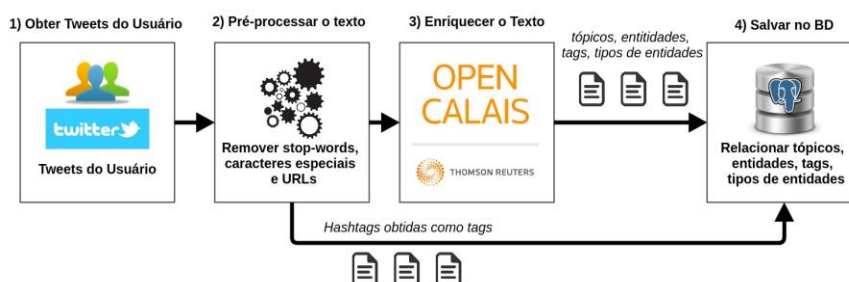 1) Obter Tweets do Usuário
2) Pré-processar o texto
3) Enriquecer o Texto
tópicos, entitidades,
tags, tipos de entidades
4) Salvar no BD
twitter
Tweets do Usuário
Remover stop-words,
caracteres especiais
e URLs
OPEN
CALAIS
THOMSON REUTERS
Relacionar tópicos,
entidades, tags,
tipos de entidades
Hashtags obtidas como tags